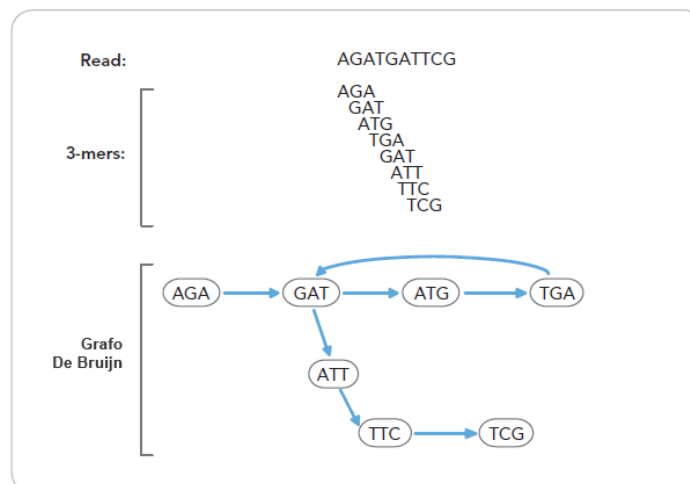 Read: AGATGATTCG
AGA
GAT
ATG
3-mers: TGA
GAT
ATT
TTC
TCG
AGA GAT ATG TGA
Grafo
De Bruijn
ATT
TTC TCG